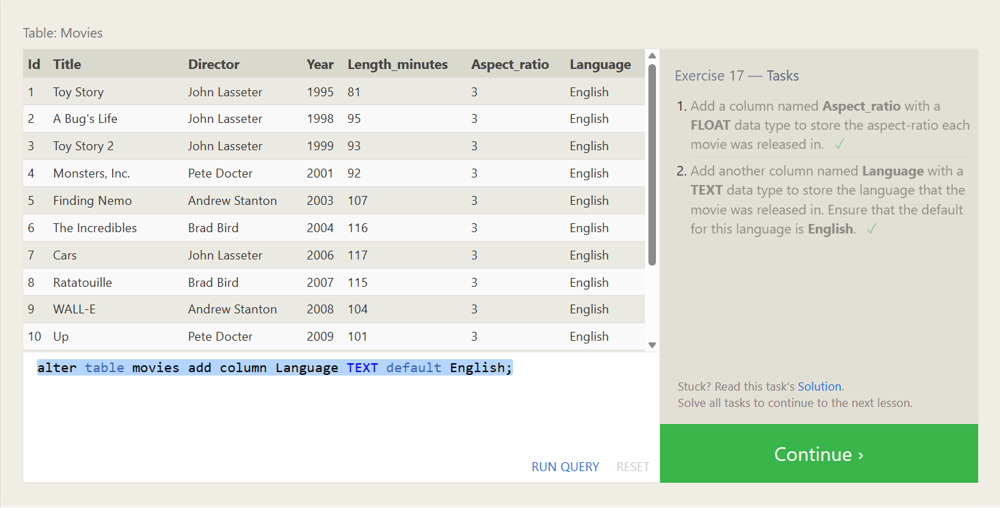 Table: Movies
Id Title Director Year Length_minutes Aspect_ratio Language
1 Toy Story John Lasseter 1995 81 3 English
2 A Bug's Life John Lasseter 1998 95 3 English
3 Toy Story 2 John Lasseter 1999 93 3 English
4 Monsters, Inc. Pete Docter 2001 92 3 English
5 Finding Nemo Andrew Stanton 2003 107 3 English
6 The Incredibles Brad Bird 2004 116 3 English
7 Cars John Lasseter 2006 117 3 English
8 Ratatouille Brad Bird 2007 115 3 English
9 WALL-E Andrew Stanton 2008 104 3 English
10 Up Pete Docter 2009 101 3 English
alter table movies add column Language TEXT default English;
RUN QUERY RESET
Exercise 17 — Tasks
1. Add a column named Aspect_ratio with a
FLOAT data type to store the aspect-ratio each
movie was released in. ✓
2. Add another column named Language with a
TEXT data type to store the language that the
movie was released in. Ensure that the default
for this language is English. ✓
Stuck? Read this task's Solution.
Solve all tasks to continue to the next lesson.
Continue ›